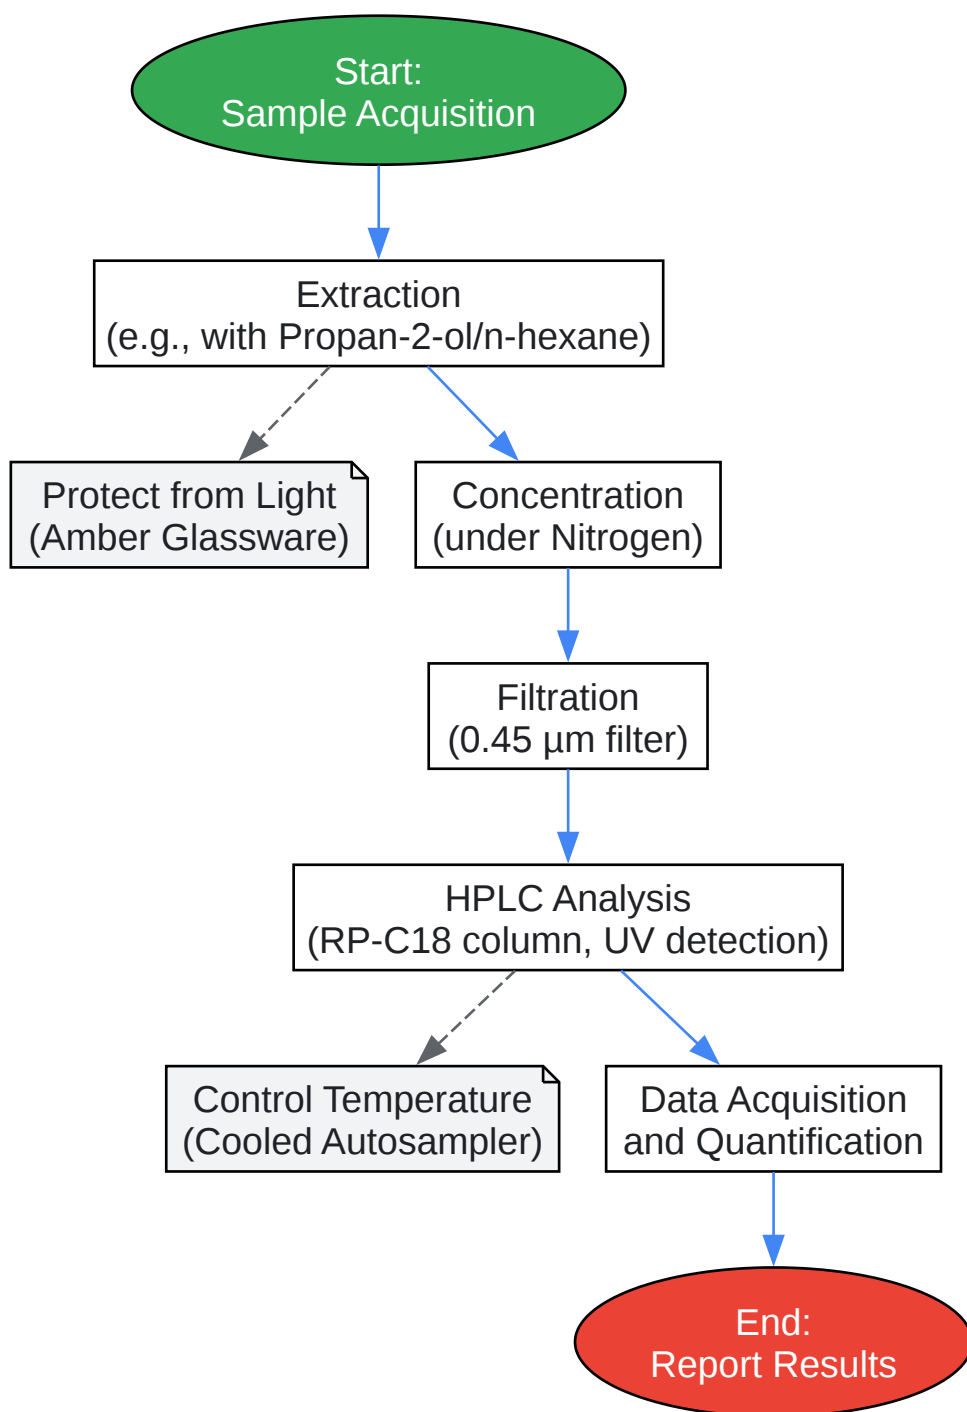 Start:
Sample Acquisition
Extraction
(e.g., with Propan-2-ol/n-hexane)
Protect from Light
(Amber Glassware)
Concentration
(under Nitrogen)
Filtration
(0.45 µm filter)
HPLC Analysis
(RP-C18 column, UV detection)
Control Temperature
(Cooled Autosampler)
Data Acquisition
and Quantification
End:
Report Results